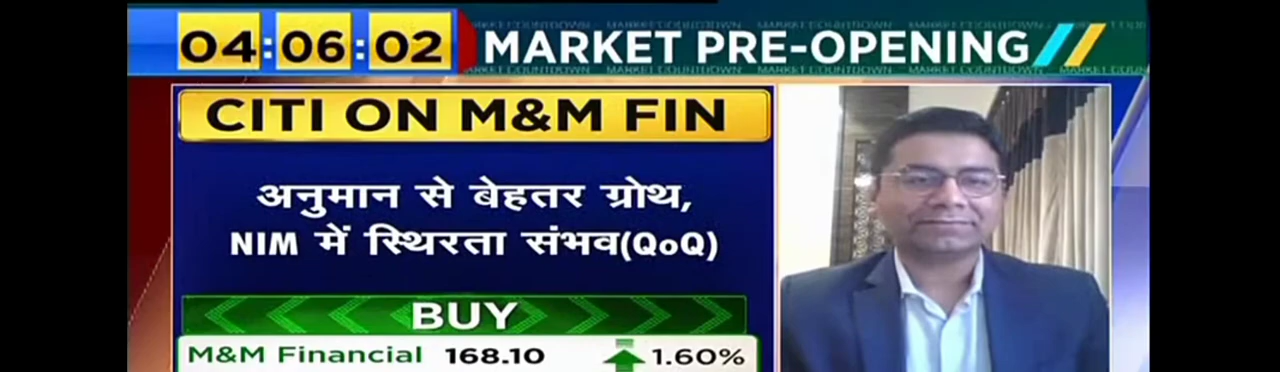 04:06:02 MARKET PRE-OPENING
CITI ON M&M FIN
अनुमान से बेहतर ग्रोथ,
NIM में स्थिरता संभव(QoQ)
BUY
M&M Financial 168.10 1.60%